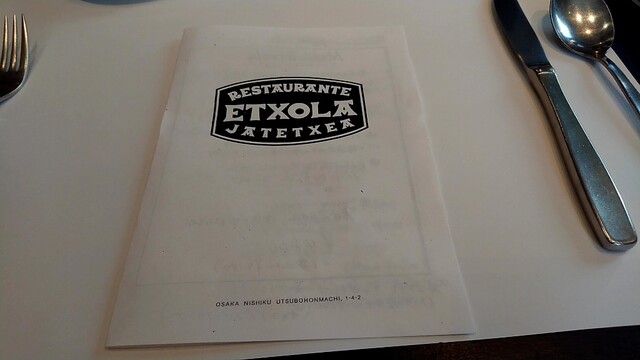 RESTAURANTE
ETXOLA
JATETXEA
OSAKA NISHIKU UTSUBOHONMACHI, 1-4-2